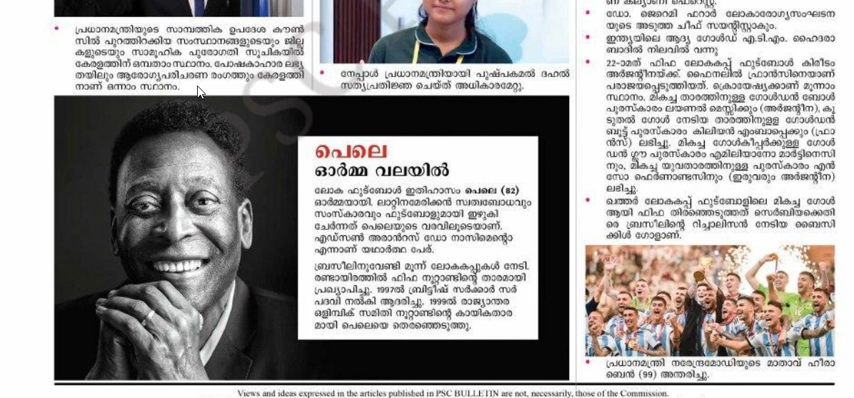 പ്രധാനമന്ത്രിയുടെ സാമ്പത്തിക ഉപദേശ കൗൺ
സിൽ പുറത്തിറക്കിയ സംസ്ഥാനങ്ങളുടെയും ജില്ല
കളുടെയും സാമൂഹിക പുരോഗതി സൂചികയിൽ
കേരളത്തിന് ഒമ്പതാം സ്ഥാനം. പോഷകാഹാര ലഭ്യ
തയിലും ആരോഗ്യപരിചരണ രംഗത്തും കേരളത്തി
നാണ് ഒന്നാം സ്ഥാനം.
നേപ്പാൾ പ്രധാനമന്ത്രിയായി പുഷ്പകമൽ ദഹൽ
സത്യപ്രതിജ്ഞ ചെയ്ത് അധികാരമേറ്റു.
പെലെ
ഓർമ്മ വലയിൽ
ലോക ഫുട്ബോൾ ഇതിഹാസം പെലെ (82)
ഓർമ്മയായി. ലാറ്റിനമേരിക്കൻ സ്വത്വബോധവും
സംസ്കാരവും ഫുട്ബോളുമായി ഇഴുകി
ചേർന്നത് പെലെയുടെ വരവിലൂടെയാണ്.
എഡ്സൺ അരാന്റസ് ഡോ നാസിമെന്റൊ
എന്നാണ് യഥാർത്ഥ പേര്.
ബ്രസീലിനുവേണ്ടി മൂന്ന് ലോകകപ്പുകൾ നേടി.
രണ്ടായിരത്തിൽ ഫിഫ നൂറ്റാണ്ടിന്റെ താരമായി
പ്രഖ്യാപിച്ചു. 1997ൽ ബ്രിട്ടീഷ് സർക്കാർ സർ
പദവി നൽകി ആദരിച്ചു. 1999ൽ രാജ്യാന്തര
ഒളിമ്പിക് സമിതി നൂറ്റാണ്ടിന്റെ കായികതാര
മായി പെലെയെ തെരഞ്ഞെടുത്തു.
ഡോ. ജെറെമി ഫറാർ ലോകാരോഗ്യസംഘടന
യുടെ അടുത്ത ചീഫ് സയന്റിസ്റ്റാകും.
ഇന്ത്യയിലെ ആദ്യ ഗോൾഡ് എ.ടി.എം. ഹൈദരാ
ബാദിൽ നിലവിൽ വന്നു
22-ാമത് ഫിഫ ലോകകപ്പ് ഫുട്ബോൾ കിരീടം
അർജന്റീനയ്ക്ക്. ഫൈനലിൽ ഫ്രാൻസിനെയാണ്
പരാജയപ്പെടുത്തിയത്. ക്രൊയേഷ്യക്കാണ് മൂന്നാം
സ്ഥാനം. മികച്ച താരത്തിനുള്ള ഗോൾഡൻ ബോൾ
പുരസ്കാരം ലയണൽ മെസ്സിക്കും (അർജന്റീന), കൂ
ടുതൽ ഗോൾ നേടിയ താരത്തിനുള്ള ഗോൾഡൻ
ബൂട്ട് പുരസ്കാരം കിലിയൻ എംബാപ്പെക്കും (ഫ്രാ
ൻസ്) ലഭിച്ചു. മികച്ച ഗോൾകീപ്പർക്കുള്ള ഗോൾ
ഡൻ ഗ്ലൗ പുരസ്കാരം എമിലിയാനോ മാർട്ടിനെസി
നും, മികച്ച യുവതാരത്തിനുള്ള പുരസ്കാരം എൻ
സോ ഫെർണാണ്ടസിനും (ഇരുവരും അർജന്റീന)
ലഭിച്ചു.
ഖത്തർ ലോകകപ്പ് ഫുട്ബോളിലെ മികച്ച ഗോൾ
ആയി ഫിഫ തിരഞ്ഞെടുത്തത് സെർബിയക്കെതി
രെ ബ്രസീലിന്റെ റിച്ചാലിസൻ നേടിയ ബൈസി
ക്കിൾ ഗോളാണ്.
പ്രധാനമന്ത്രി നരേന്ദ്രമോദിയുടെ മാതാവ് ഹീരാ
ബെൻ (99) അന്തരിച്ചു.
Views and ideas expressed in the articles published in PSC BULLETIN are not, necessarily, those of the Commission.